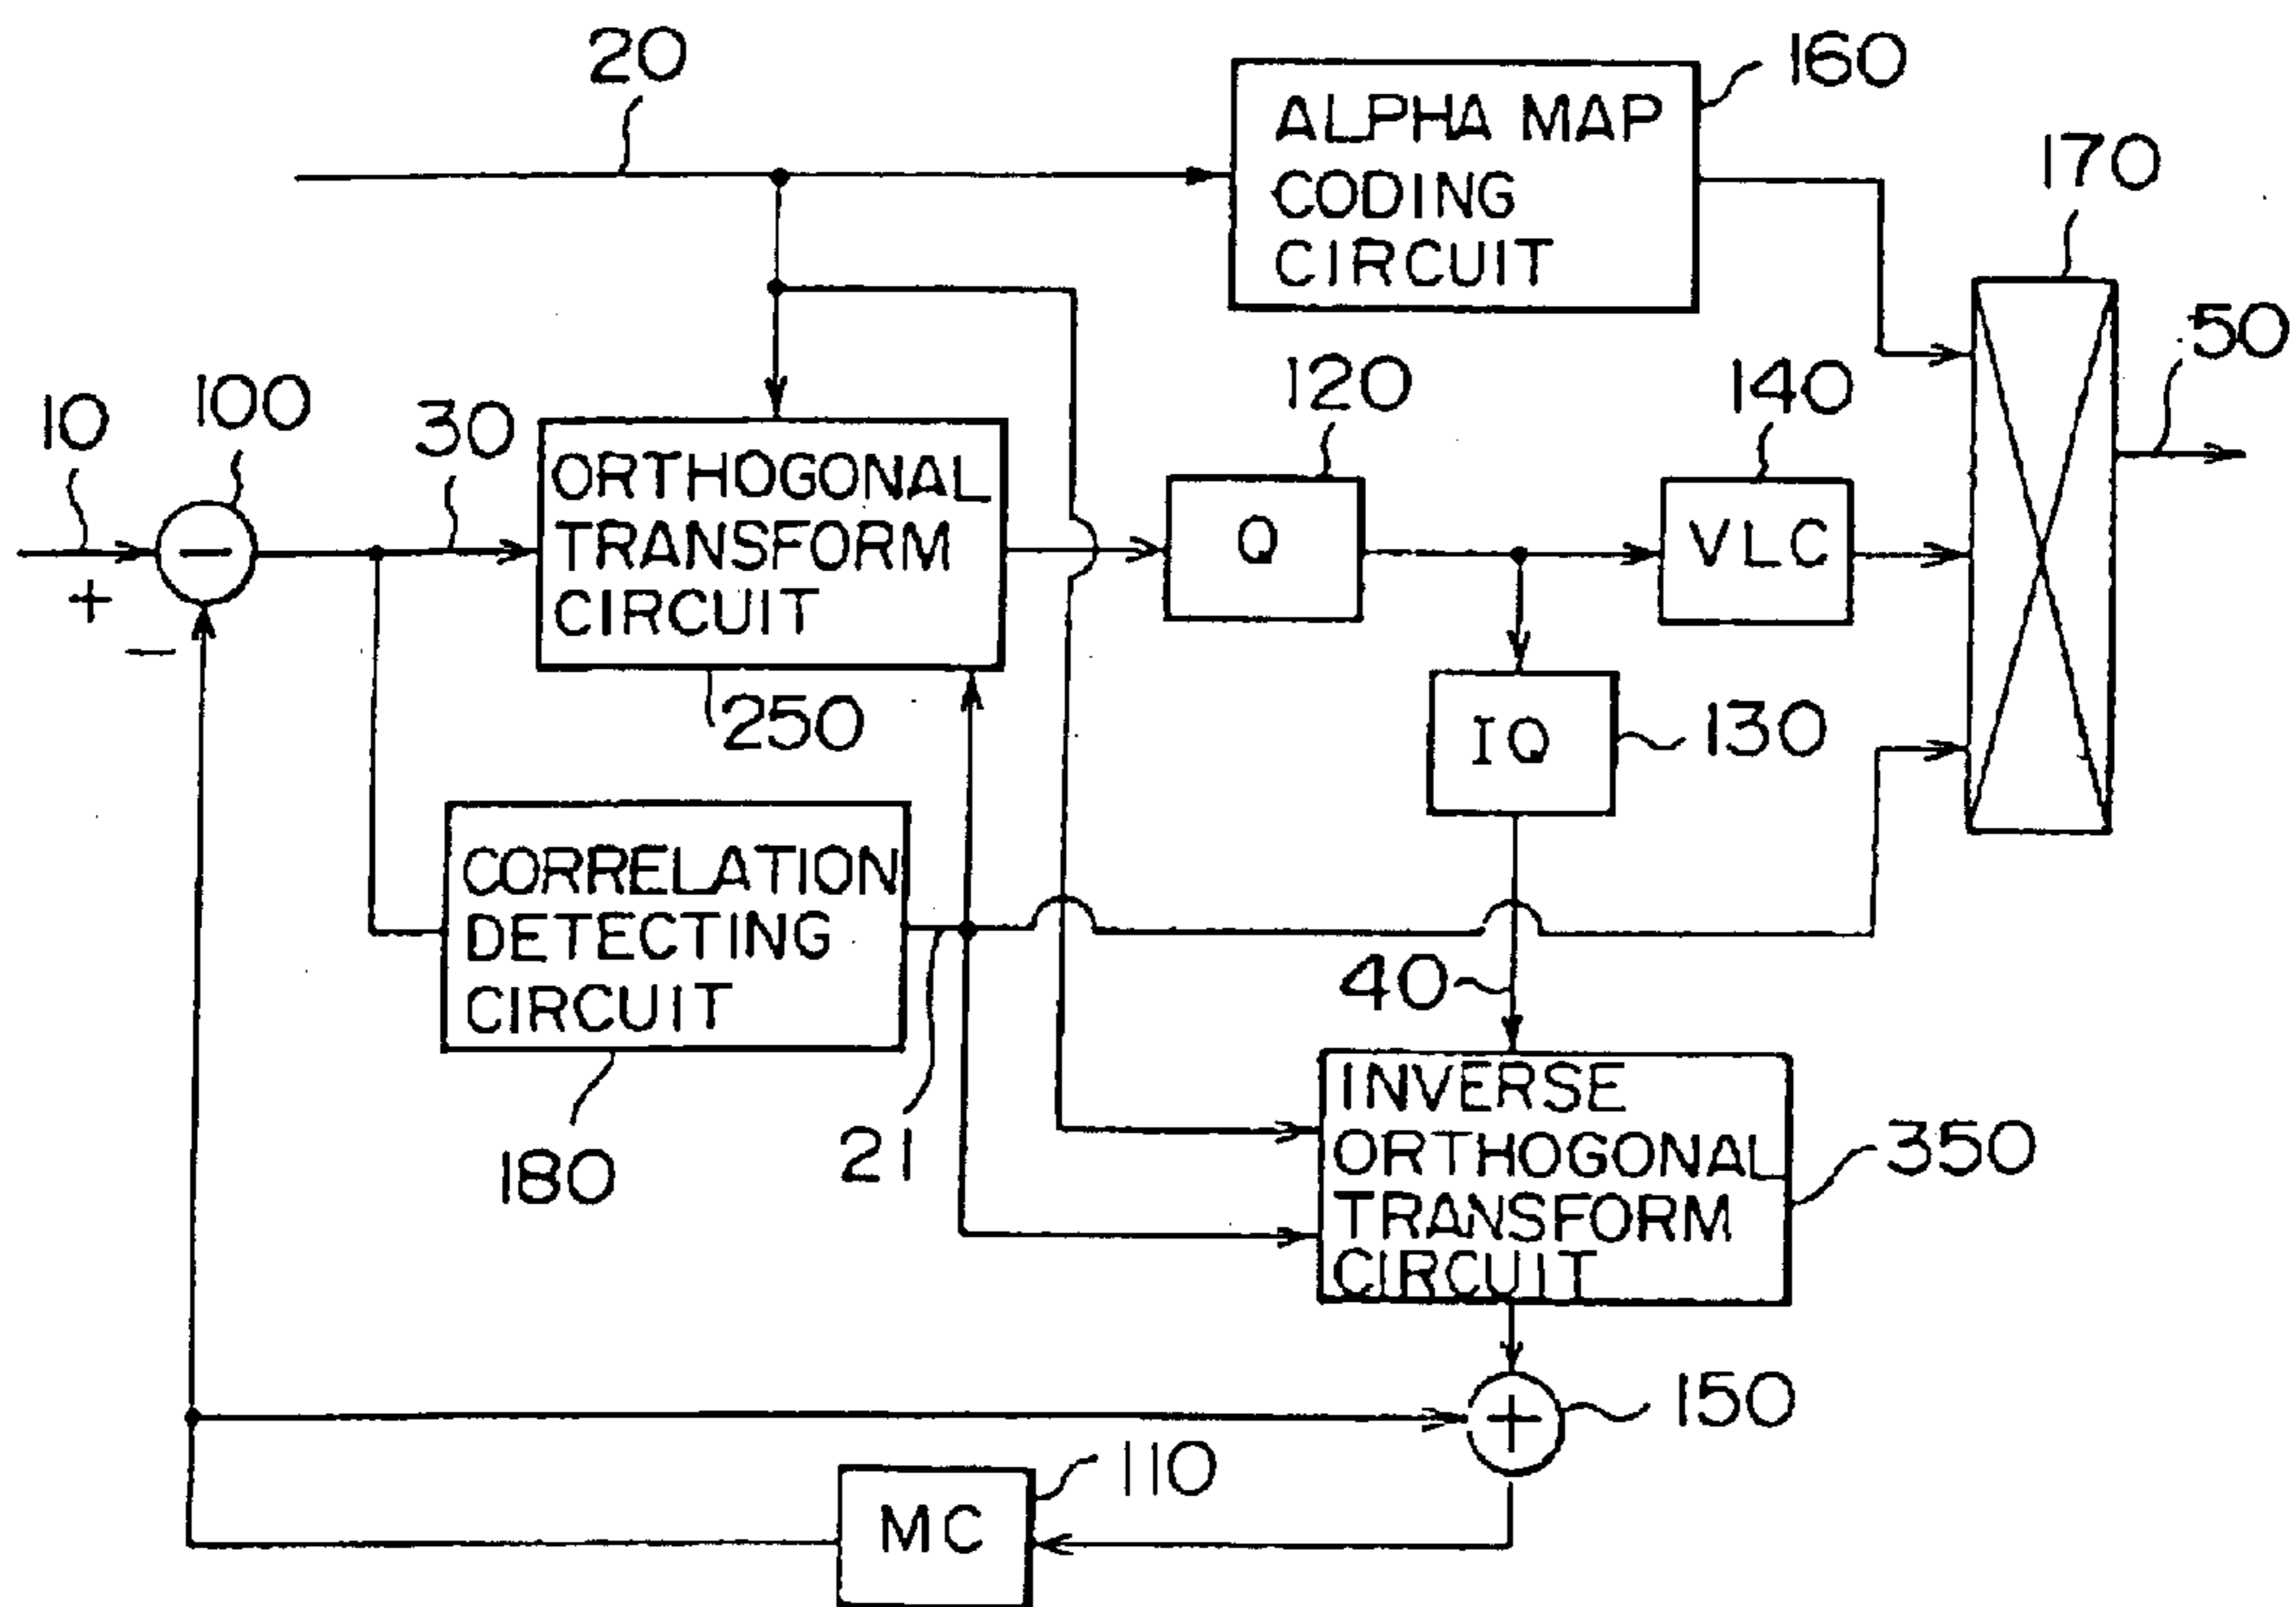 20
160
ALPHA MAP
CODING
CIRCUIT
170
50
10
100
30
120
140
+
−
−
ORTHOGONAL
TRANSFORM
CIRCUIT
Q
VLC
250
IQ
130
CORRELATION
DETECTING
CIRCUIT
40
180
21
INVERSE
ORTHOGONAL
TRANSFORM
CIRCUIT
350
+
150
110
MC